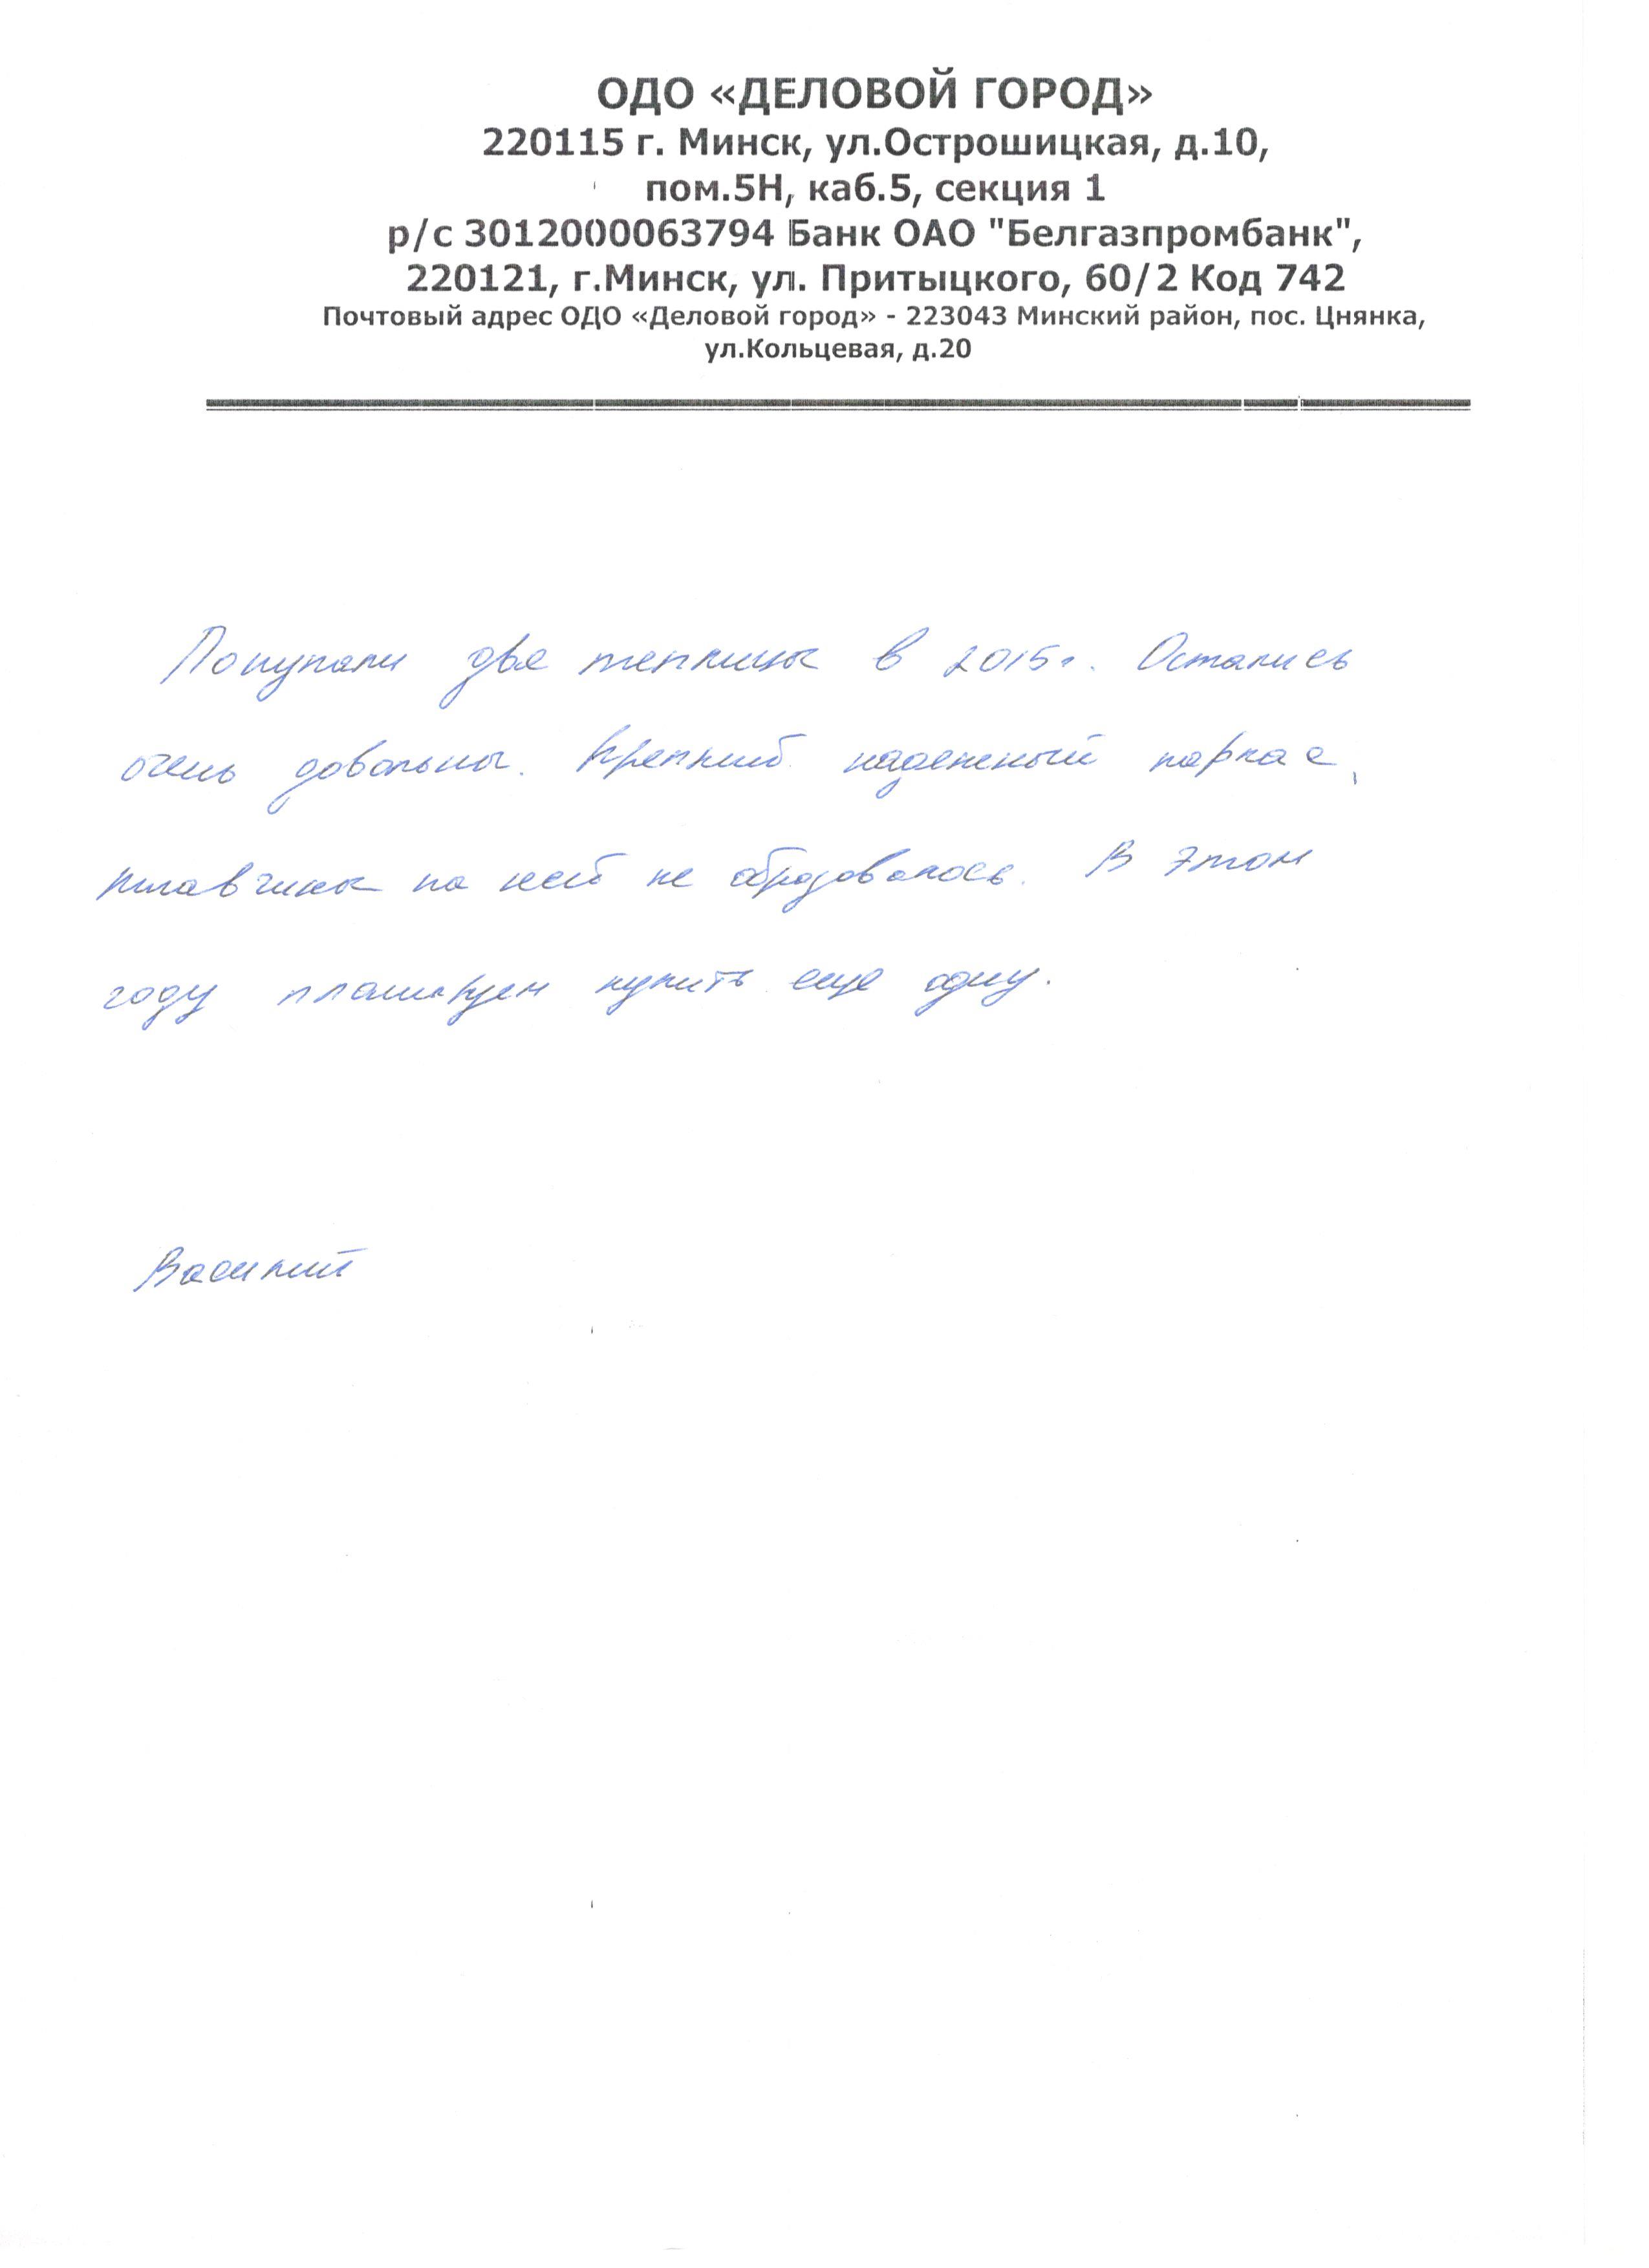 ОДО «ДЕЛОВОЙ ГОРОД»
220115 г. Минск, ул.Острошицкая, д.10,
пом.5Н, каб.5, секция 1
р/с 3012000063794 Банк ОАО "Белгазпромбанк",
220121, г.Минск, ул. Притыцкого, 60/2 Код 742
Почтовый адрес ОДО «Деловой город» - 223043 Минский район, пос. Цнянка,
ул.Кольцевая, д.20
Покупали две теплицы в 2015г. Остались
очень довольны. Крепкий надежный каркас,
ржавчины на ней не образовалось. В этом
году планируем купить еще одну.
Василий